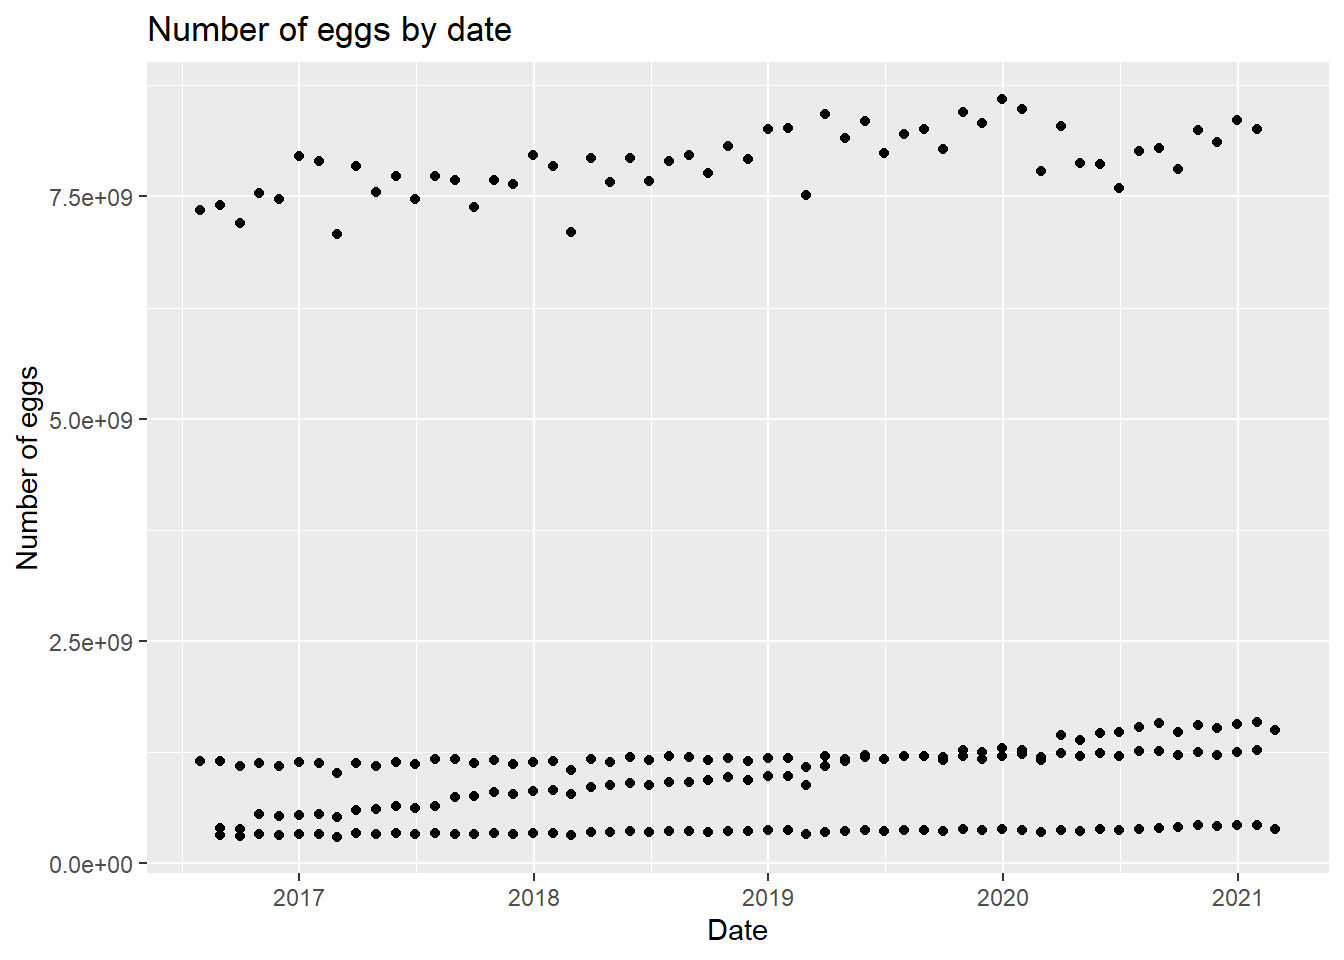 Number of eggs by date
Number of eggs
7.5e+09
5.0e+09
2.5e+09
0.0e+00
2017 2018 2019 2020 2021
Date